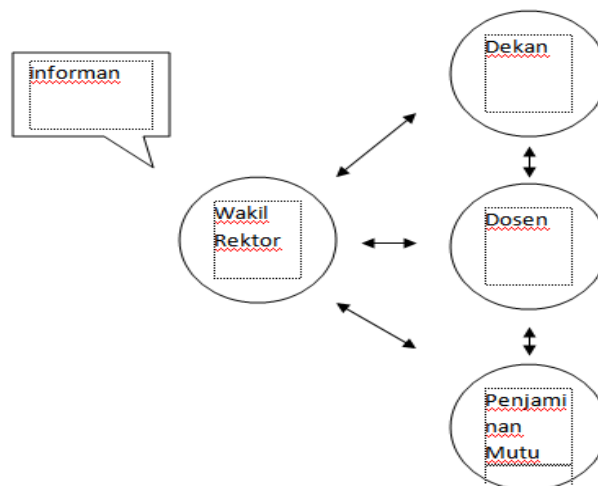 informan
Dekan
Wakil
Rektor
Dosen
Penjami
nan
Mutu